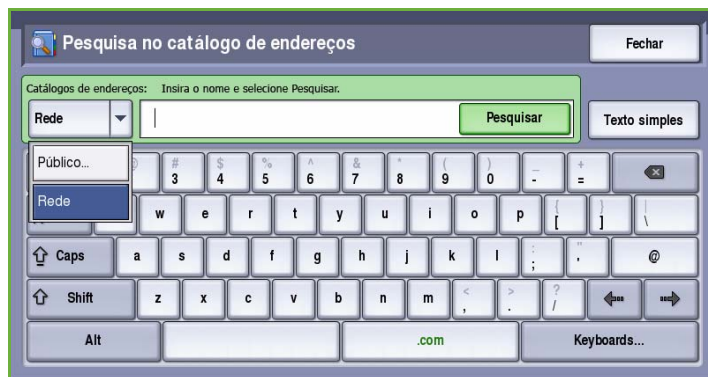 Pesquisa no catálogo de endereços
Fechar
Catálogos de endereços: Insira o nome e selecione Pesquisar.
Rede
Pesquisar
Texto simples
Público...
Rede
# 3 $ 4 % 5 ^ 6 & 7 * 8 ( 9 ) 0 _ - + =
w e r t y u i o p { [ } ] | \
Caps a s d f g h j k l : ; " ' @
Shift z x c v b n m < , > . ? /
Alt .com Keyboards...